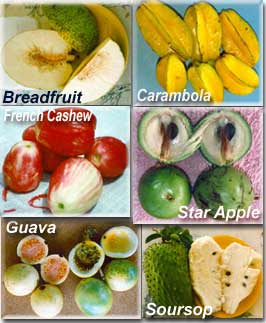 Breadfruit
Carambola
French Cashew
Star Apple
Guava
Soursop